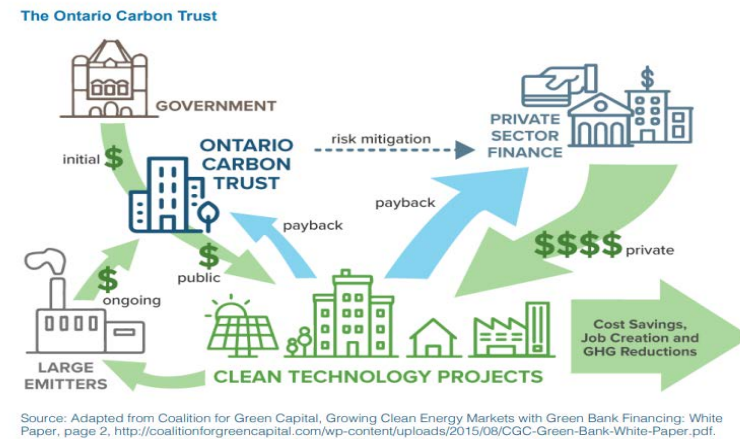 The Ontario Carbon Trust
GOVERNMENT
initial $
ONTARIO
CARBON
TRUST
risk mitigation
$
PRIVATE
SECTOR
FINANCE
payback
payback
$
public
$$$$ private
$
ongoing
LARGE
EMITTERS
CLEAN TECHNOLOGY PROJECTS
Cost Savings,
Job Creation and
GHG Reductions
Source: Adapted from Coalition for Green Capital, Growing Clean Energy Markets with Green Bank Financing: White
Paper, page 2, http://coalitionforgreencapital.com/wp-content/uploads/2015/08/CGC-Green-Bank-White-Paper.pdf.